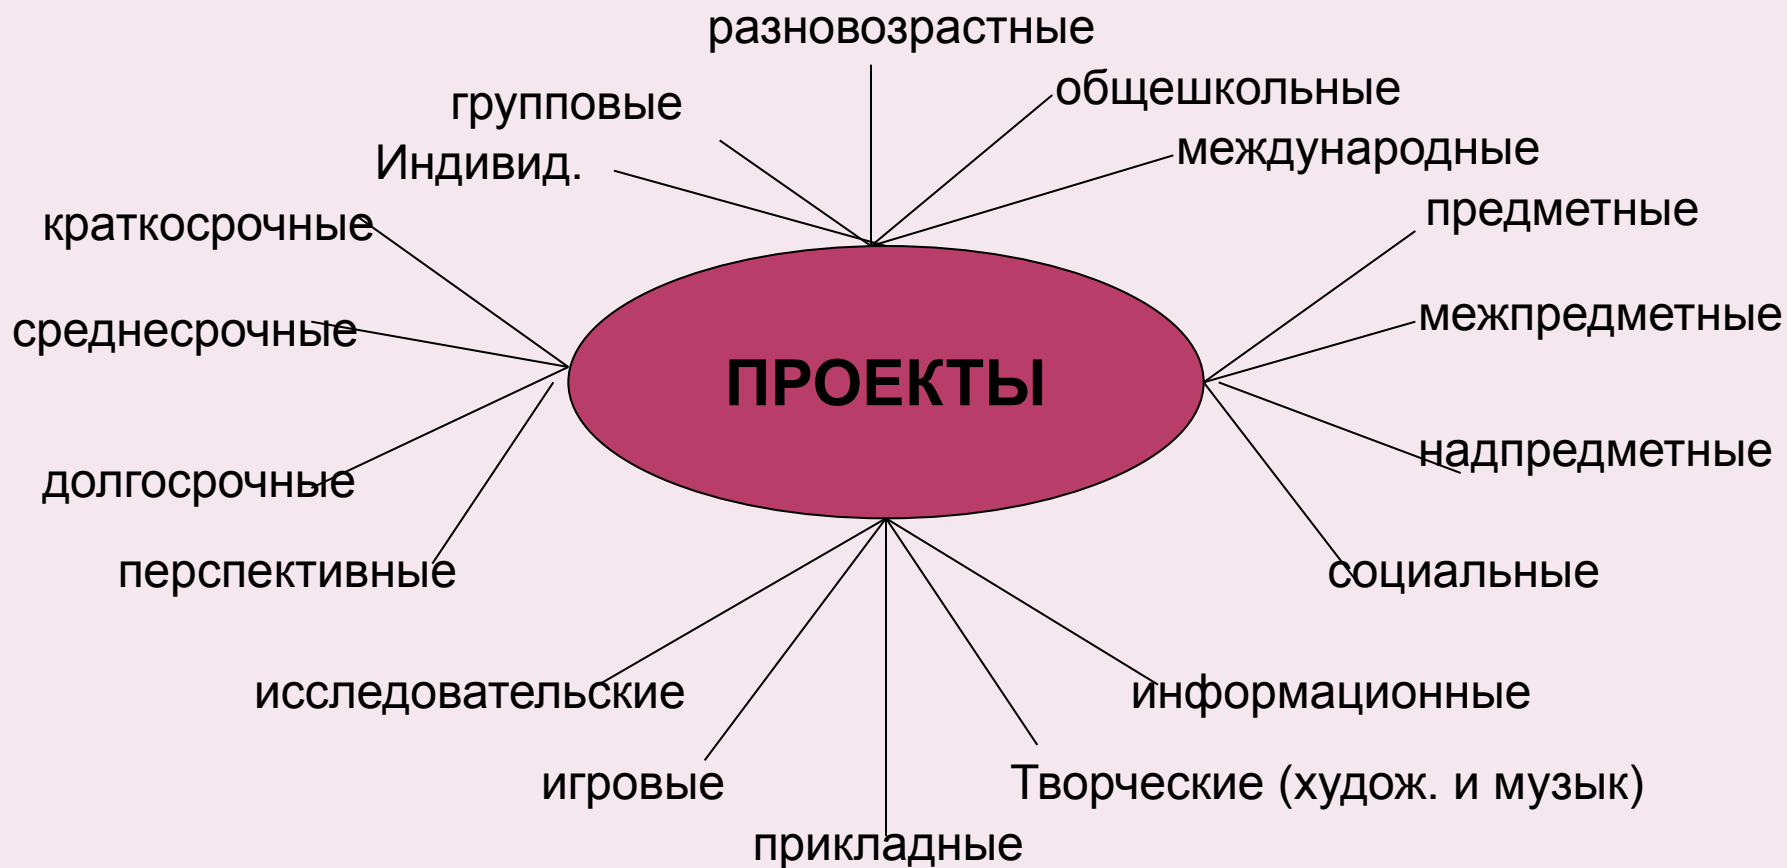 разновозрастные
общешкольные
групповые
международные
Индивид.
предметные
краткосрочные
межпредметные
среднесрочные
ПРОЕКТЫ
надпредметные
долгосрочные
перспективные
социальные
исследовательские
информационные
игровые
Творческие (худож. и музык)
прикладные